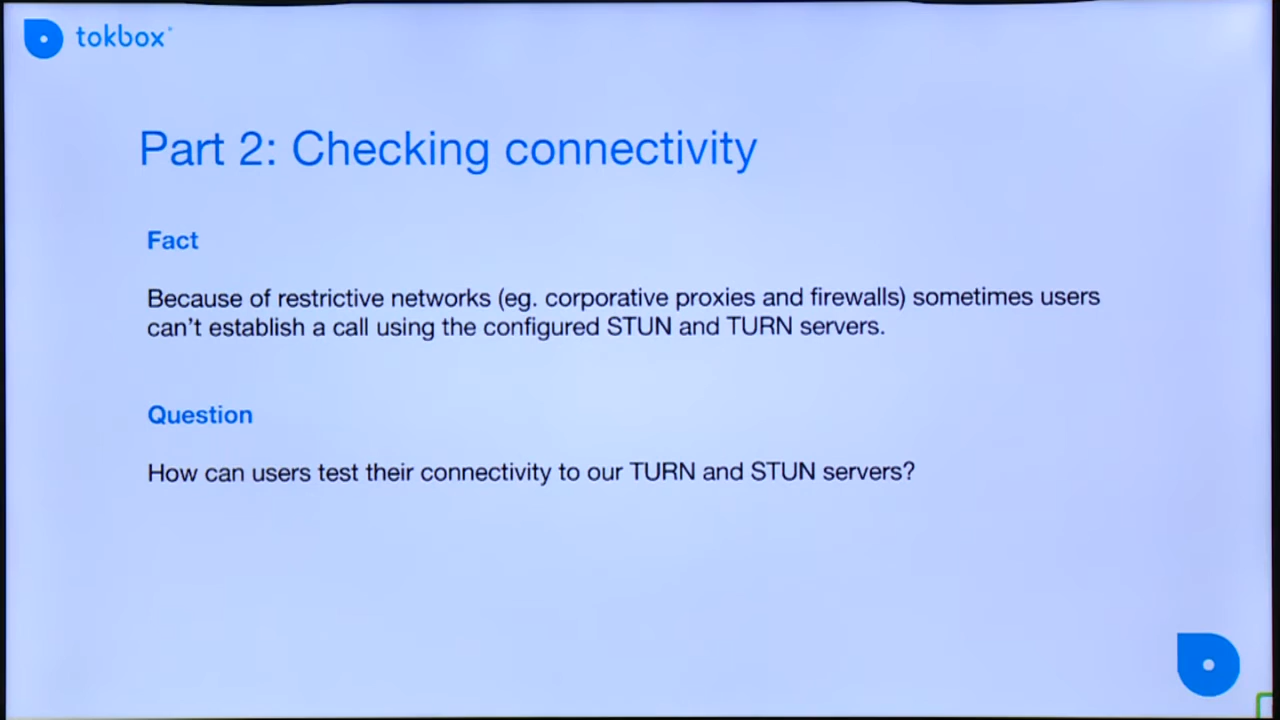 tokbox
Part 2: Checking connectivity
Fact
Because of restrictive networks (eg. corporative proxies and firewalls) sometimes users
can't establish a call using the configured STUN and TURN servers.
Question
How can users test their connectivity to our TURN and STUN servers?